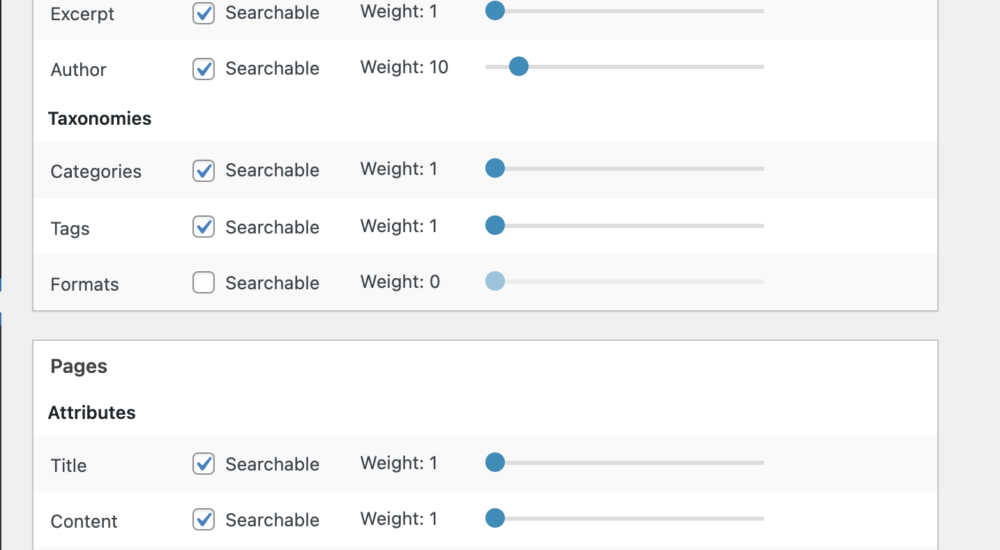 Excerpt Searchable Weight: 1
Author Searchable Weight: 10
Taxonomies
Categories Searchable Weight: 1
Tags Searchable Weight: 1
Formats Searchable Weight: 0
Pages
Attributes
Title Searchable Weight: 1
Content Searchable Weight: 1